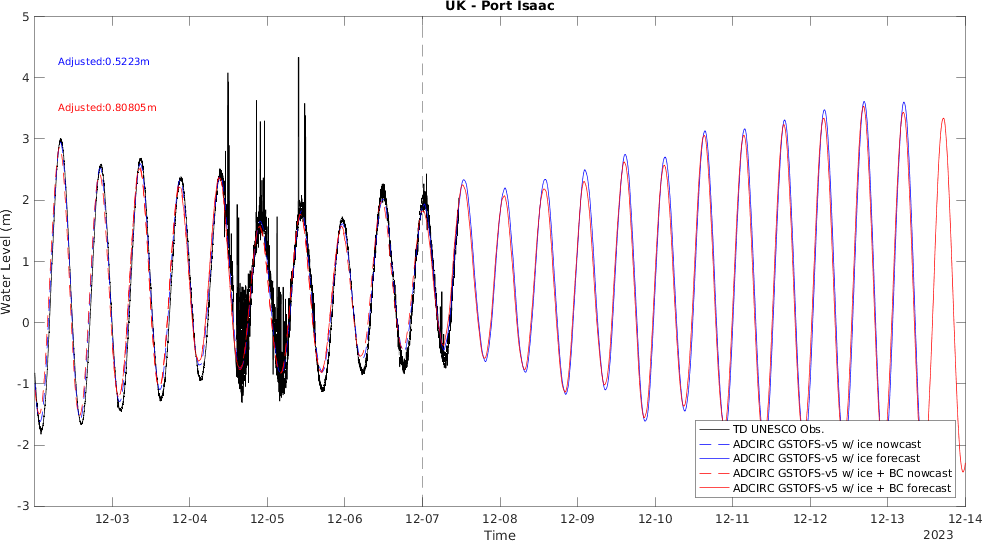 UK - Port Isaac
Adjusted:0.5223m
Adjusted:0.80805m
Water Level (m)
5
4
3
2
1
0
-1
-2
-3
TD UNESCO Obs.
ADCIRC GSTOFS-v5 w/ ice nowcast
ADCIRC GSTOFS-v5 w/ ice forecast
ADCIRC GSTOFS-v5 w/ ice + BC nowcast
ADCIRC GSTOFS-v5 w/ ice + BC forecast
12-03 12-04 12-05 12-06 12-07 12-08 12-09 12-10 12-11 12-12 12-13 12-14
Time
2023